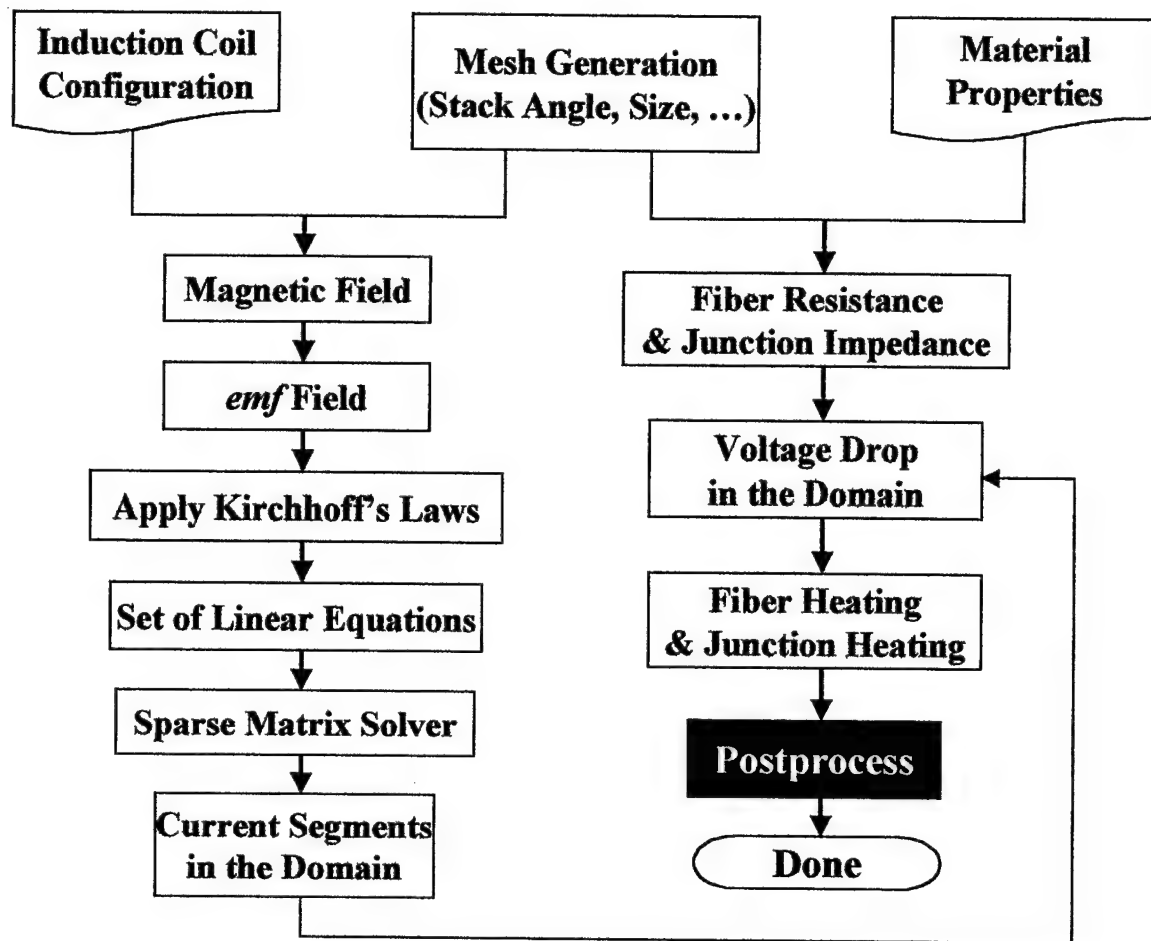 Induction Coil
Configuration
Mesh Generation
(Stack Angle, Size, …)
Material
Properties
Magnetic Field
emf Field
Apply Kirchhoff's Laws
Set of Linear Equations
Sparse Matrix Solver
Current Segments
in the Domain
Fiber Resistance
& Junction Impedance
Voltage Drop
in the Domain
Fiber Heating
& Junction Heating
Postprocess
Done